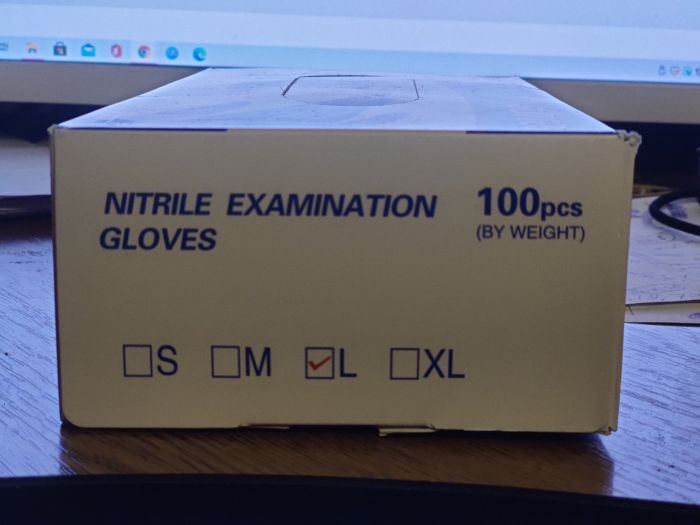 NITRILE EXAMINATION 100pcs
GLOVES (BY WEIGHT)
S M L XL